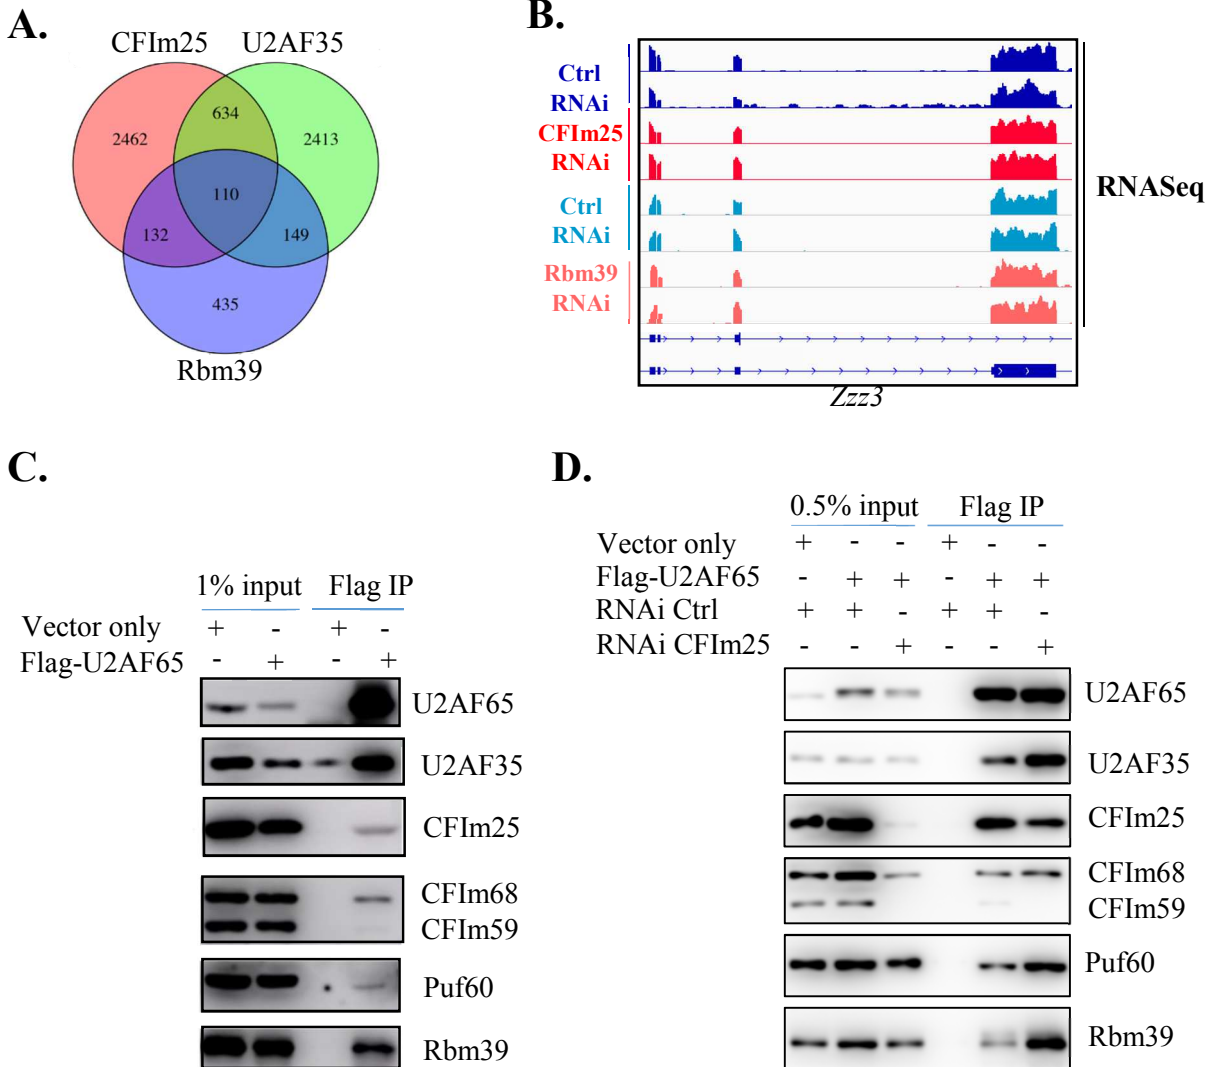 A.
CFIm25 U2AF35
634
2462
2413
110
132
149
435
Rbm39
B.
Ctrl
RNAi
CFIm25
RNAi
Ctrl
RNAi
Rbm39
RNAi
RNASeq
Zzz3
C.
1% input Flag IP
Vector only + - + -
Flag-U2AF65 - + - +
U2AF65
U2AF35
CFIm25
CFIm68
CFIm59
Puf60
Rbm39
D.
0.5% input Flag IP
Vector only + - - + - -
Flag-U2AF65 - + + - + +
RNAi Ctrl + + - + + -
RNAi CFIm25 - - + - - +
U2AF65
U2AF35
CFIm25
CFIm68
CFIm59
Puf60
Rbm39